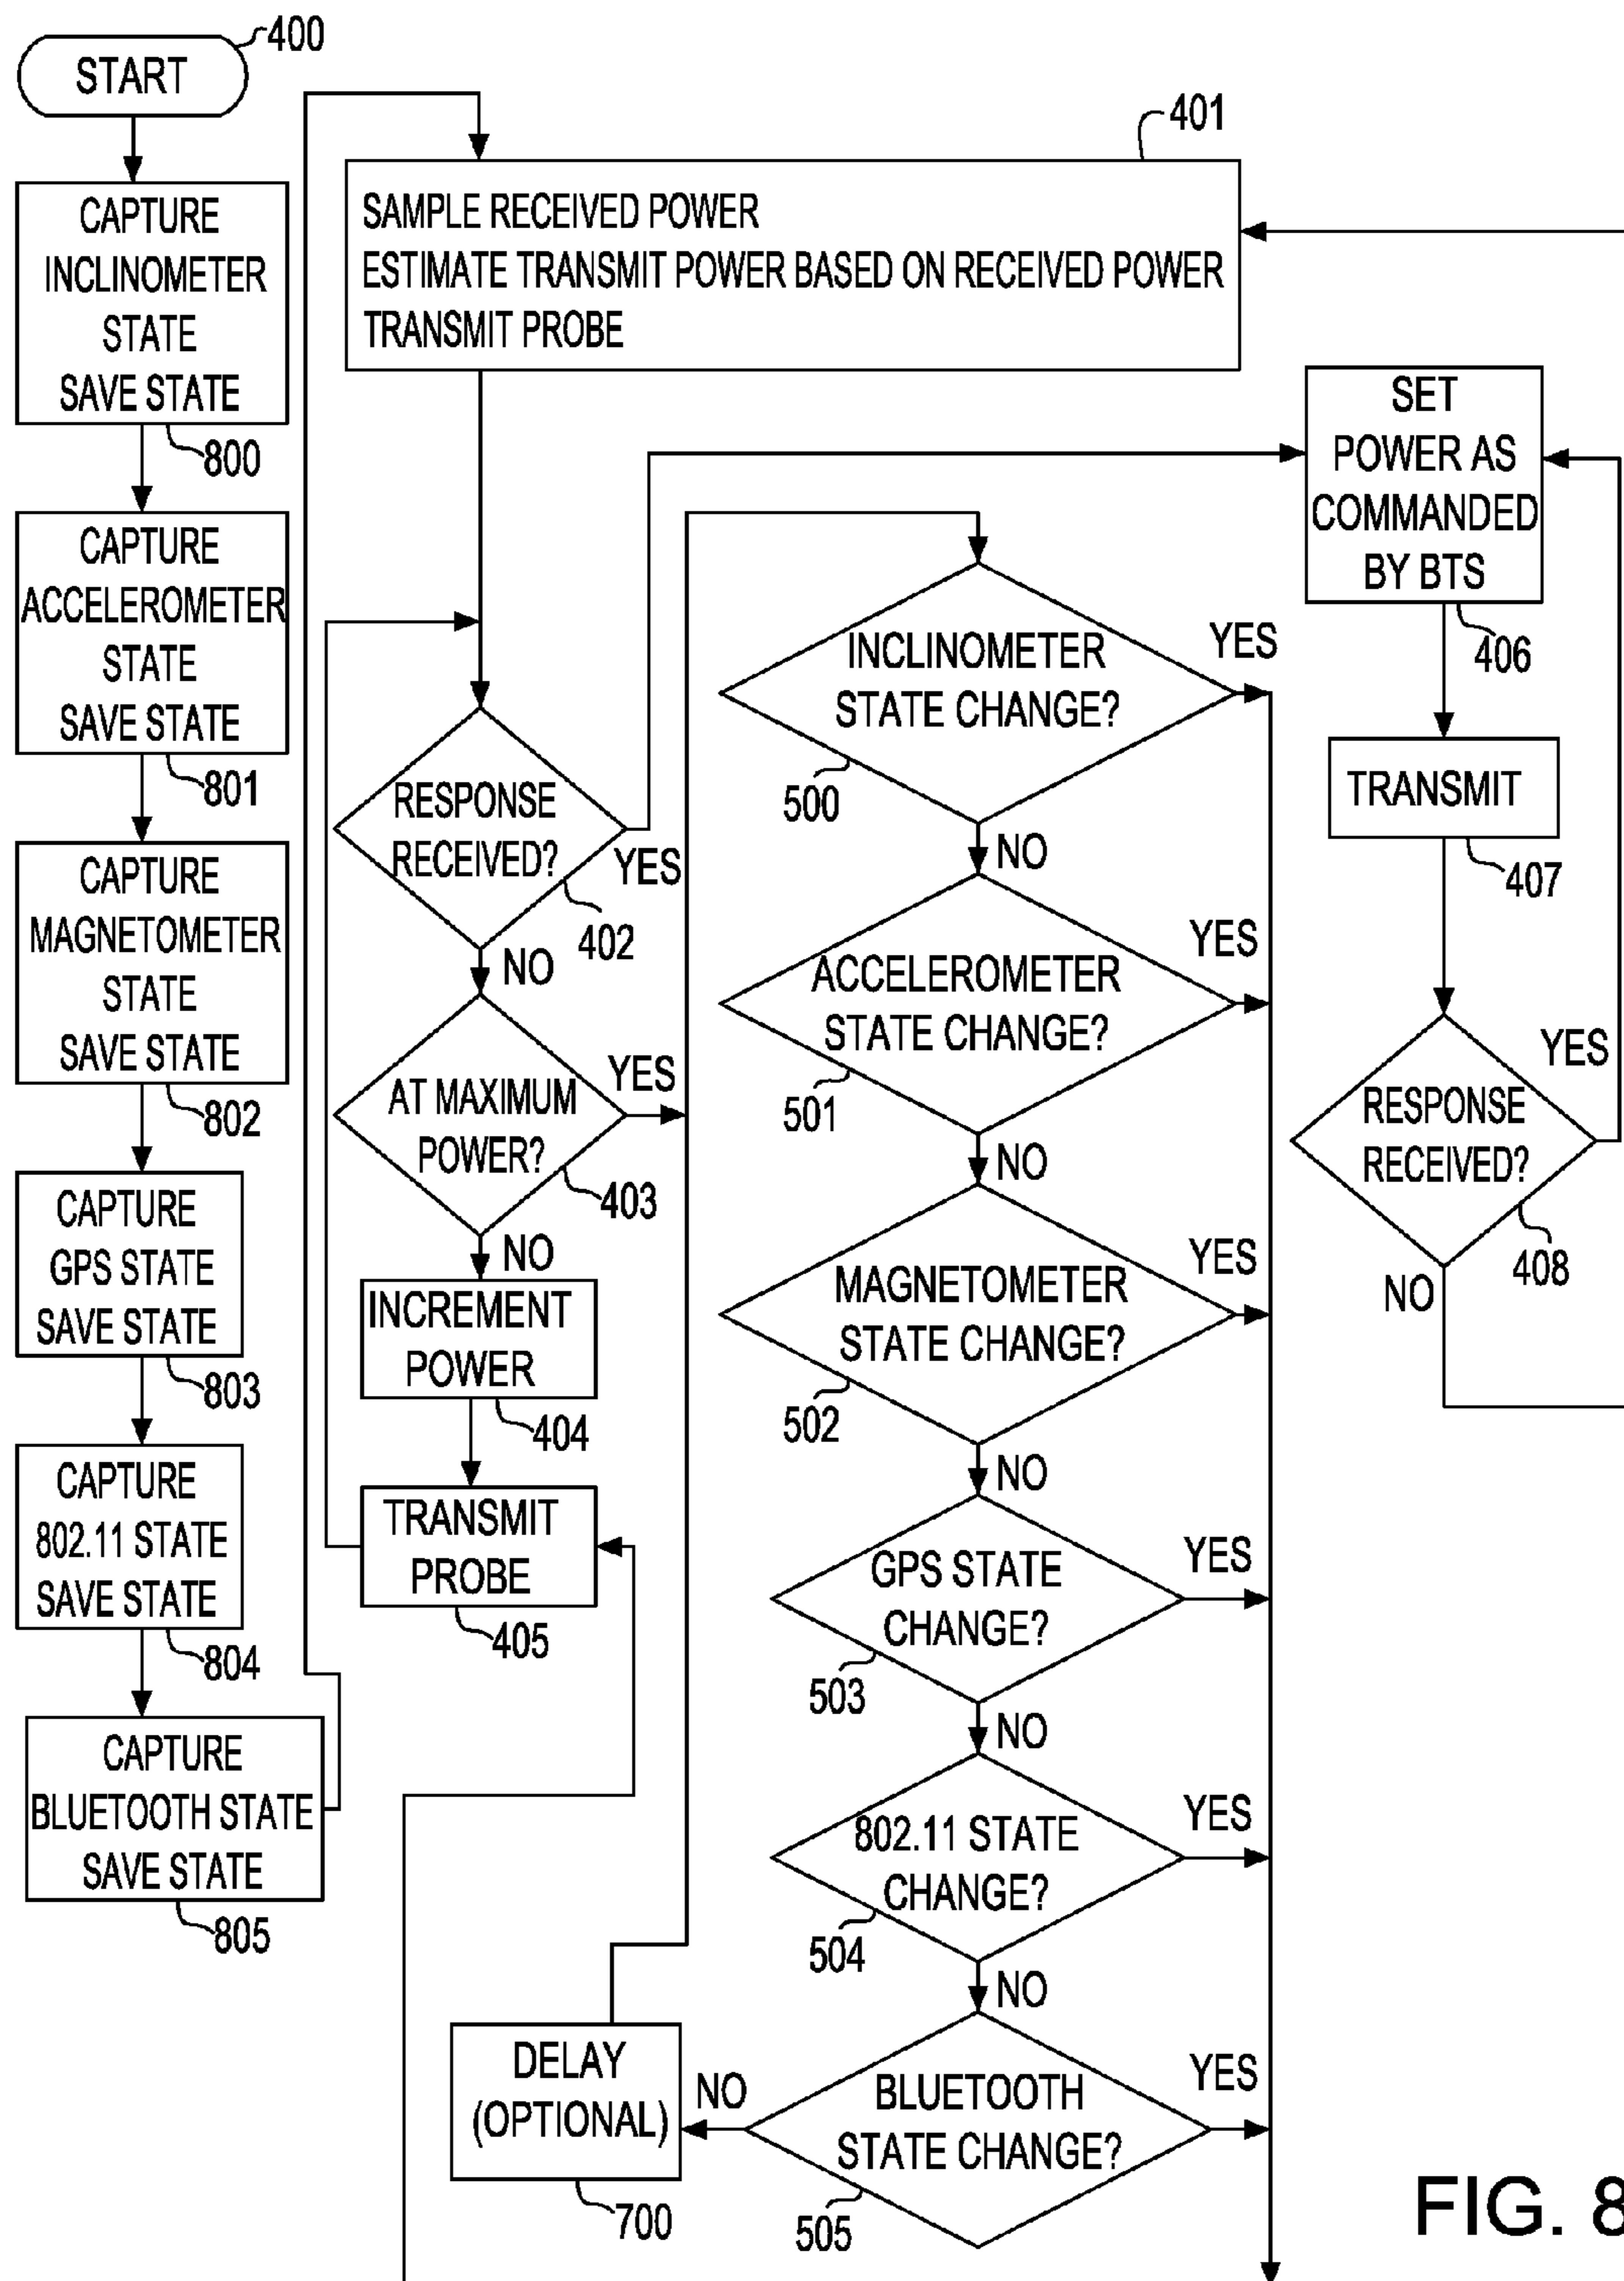 START
400
CAPTURE
INCLINOMETER
STATE
SAVE STATE
800
CAPTURE
ACCELEROMETER
STATE
SAVE STATE
801
CAPTURE
MAGNETOMETER
STATE
SAVE STATE
802
CAPTURE
GPS STATE
SAVE STATE
803
CAPTURE
802.11 STATE
SAVE STATE
804
CAPTURE
BLUETOOTH STATE
SAVE STATE
805
401
SAMPLE RECEIVED POWER
ESTIMATE TRANSMIT POWER BASED ON RECEIVED POWER
TRANSMIT PROBE
RESPONSE
RECEIVED?
YES
402
NO
AT MAXIMUM
POWER?
YES
403
NO
INCREMENT
POWER
404
TRANSMIT
PROBE
405
INCLINOMETER
STATE CHANGE?
YES
500
NO
ACCELEROMETER
STATE CHANGE?
YES
501
NO
MAGNETOMETER
STATE CHANGE?
YES
502
NO
GPS STATE
CHANGE?
YES
503
NO
802.11 STATE
CHANGE?
YES
504
NO
BLUETOOTH
STATE CHANGE?
YES
505
NO
DELAY
(OPTIONAL)
700
SET
POWER AS
COMMANDED
BY BTS
406
TRANSMIT
407
RESPONSE
RECEIVED?
YES
408
NO
FIG. 8